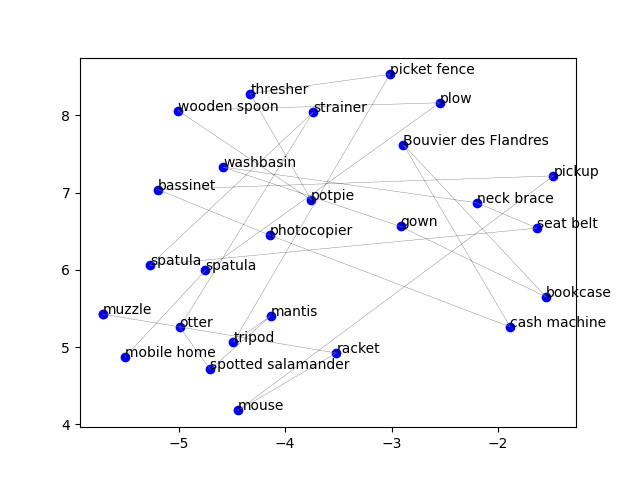 picket fence
thresher
plow
wooden spoon
strainer
8
Bouvier des Flandres
washbasin
pickup
bassinet
7
potpie
neck brace
gown
seat belt
photocopier
spatula
spatula
6
bookcase
muzzle
mantis
otter
cash machine
tripod
5
mobile home
racket
spotted salamander
mouse
4
−5
−4
−3
−2